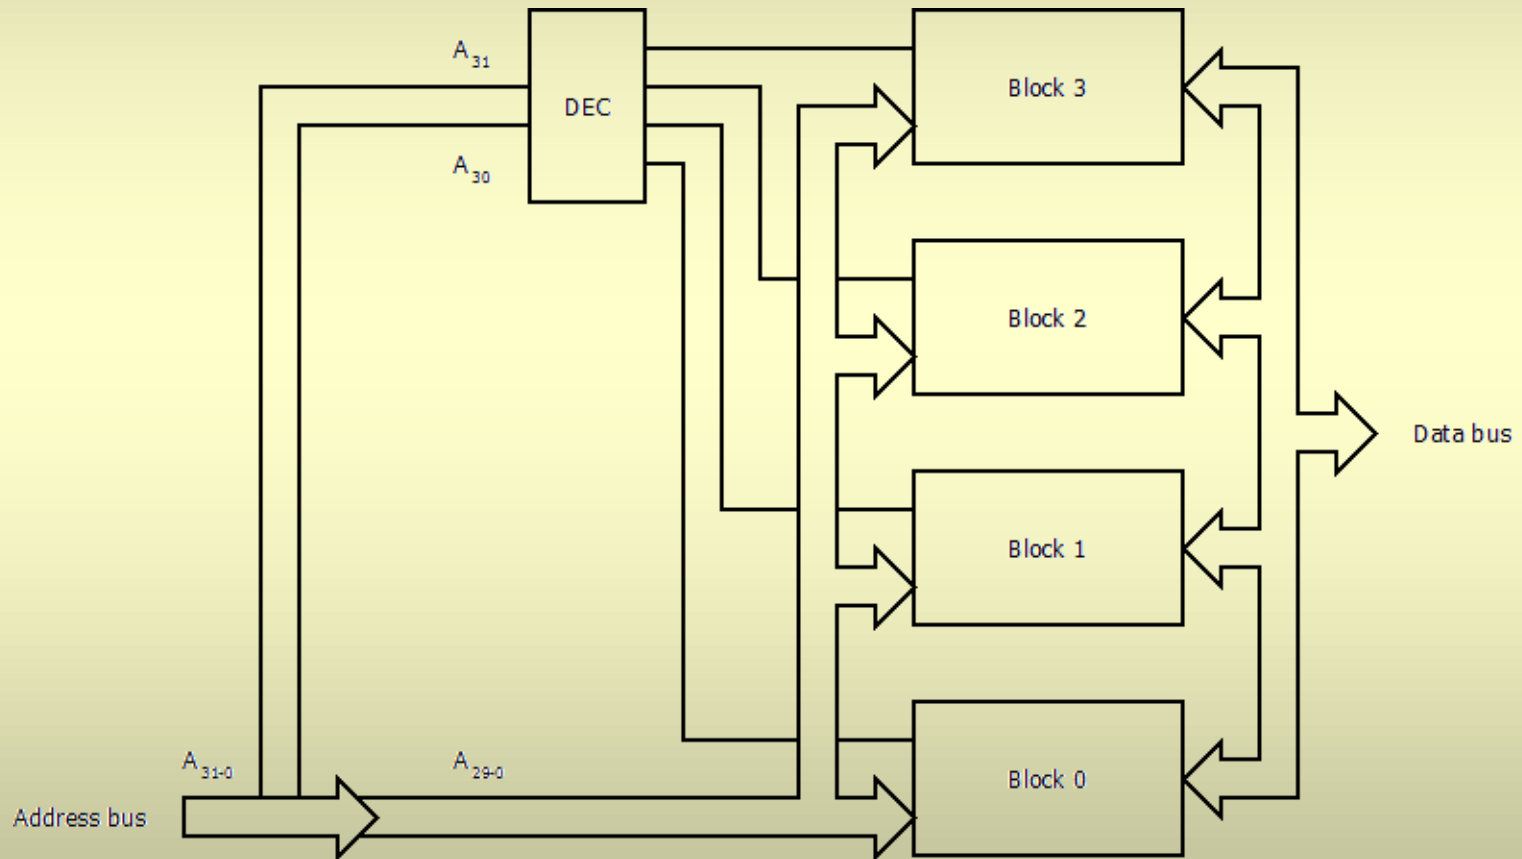 A31
DEC
A30
Block 3
Block 2
Data bus
Block 1
A31-0
A29-0
Block 0
Address bus